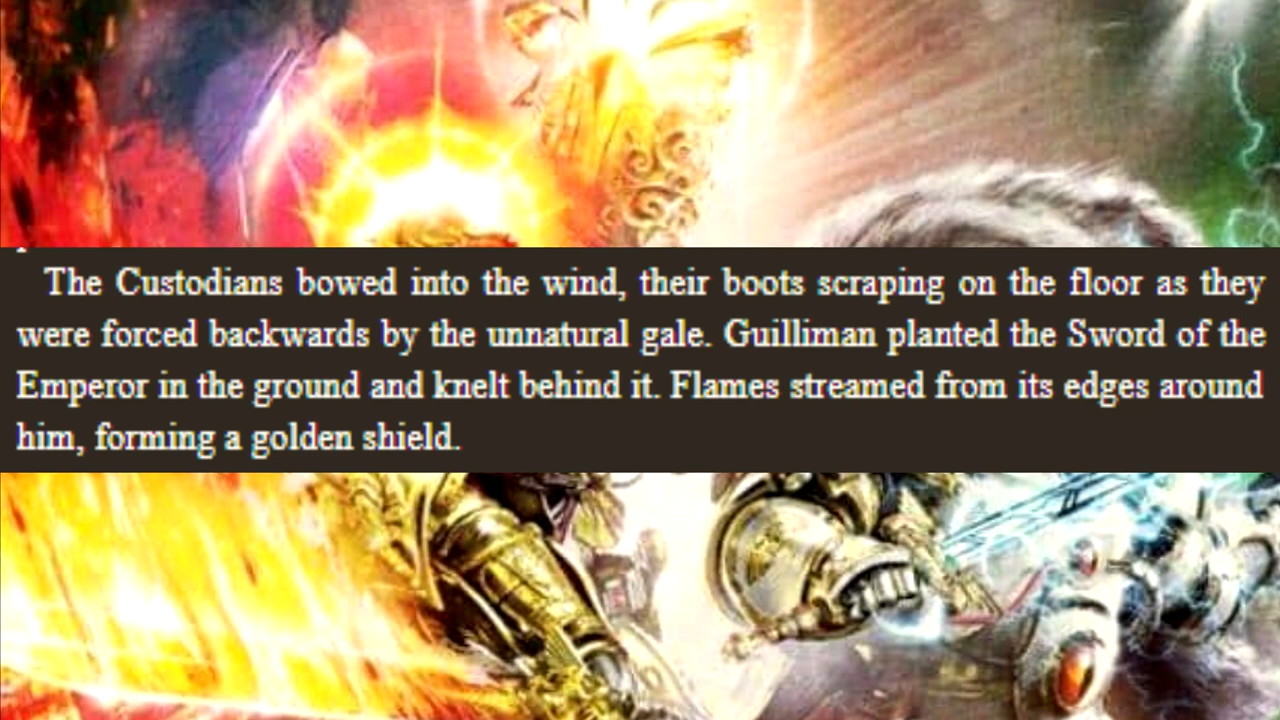 The Custodians bowed into the wind, their boots scraping on the floor as they
were forced backwards by the unnatural gale. Guilliman planted the Sword of the
Emperor in the ground and knelt behind it. Flames streamed from its edges around
him, forming a golden shield.